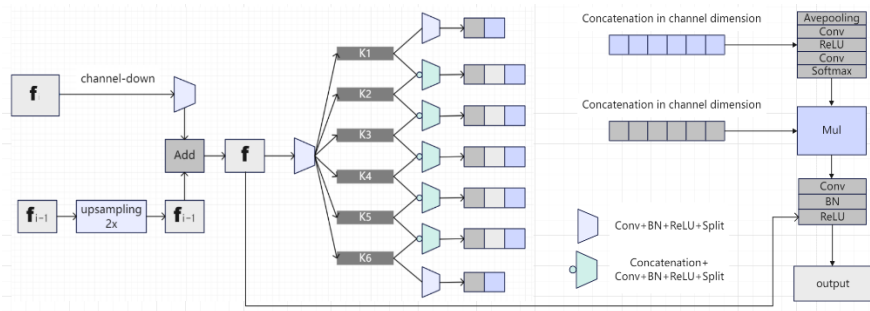 Concatenation in channel dimension
Avepooling
Conv
ReLU
Conv
Softmax
channel-down
f
K1
K2
K3
K4
K5
K6
Add
f
Concatenation in channel dimension
Mul
f i-1
upsampling
2x
f i-1
Conv+BN+ReLU+Split
Concatenation+
Conv+BN+ReLU+Split
Conv
BN
ReLU
output